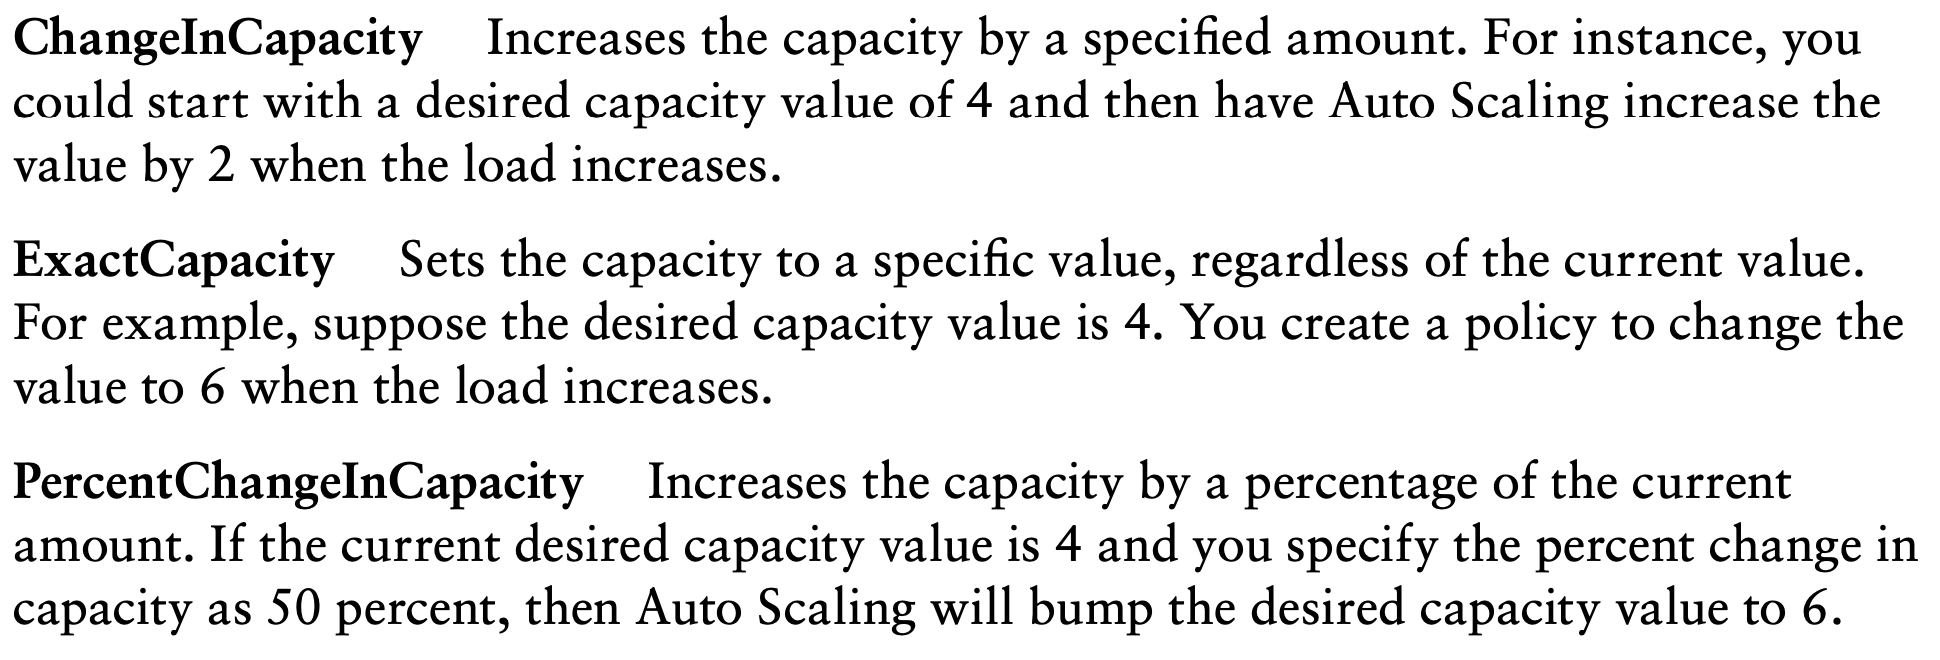 ChangeInCapacity Increases the capacity by a specified amount. For instance, you
could start with a desired capacity value of 4 and then have Auto Scaling increase the
value by 2 when the load increases.
ExactCapacity Sets the capacity to a specific value, regardless of the current value.
For example, suppose the desired capacity value is 4. You create a policy to change the
value to 6 when the load increases.
PercentChangeInCapacity Increases the capacity by a percentage of the current
amount. If the current desired capacity value is 4 and you specify the percent change in
capacity as 50 percent, then Auto Scaling will bump the desired capacity value to 6.